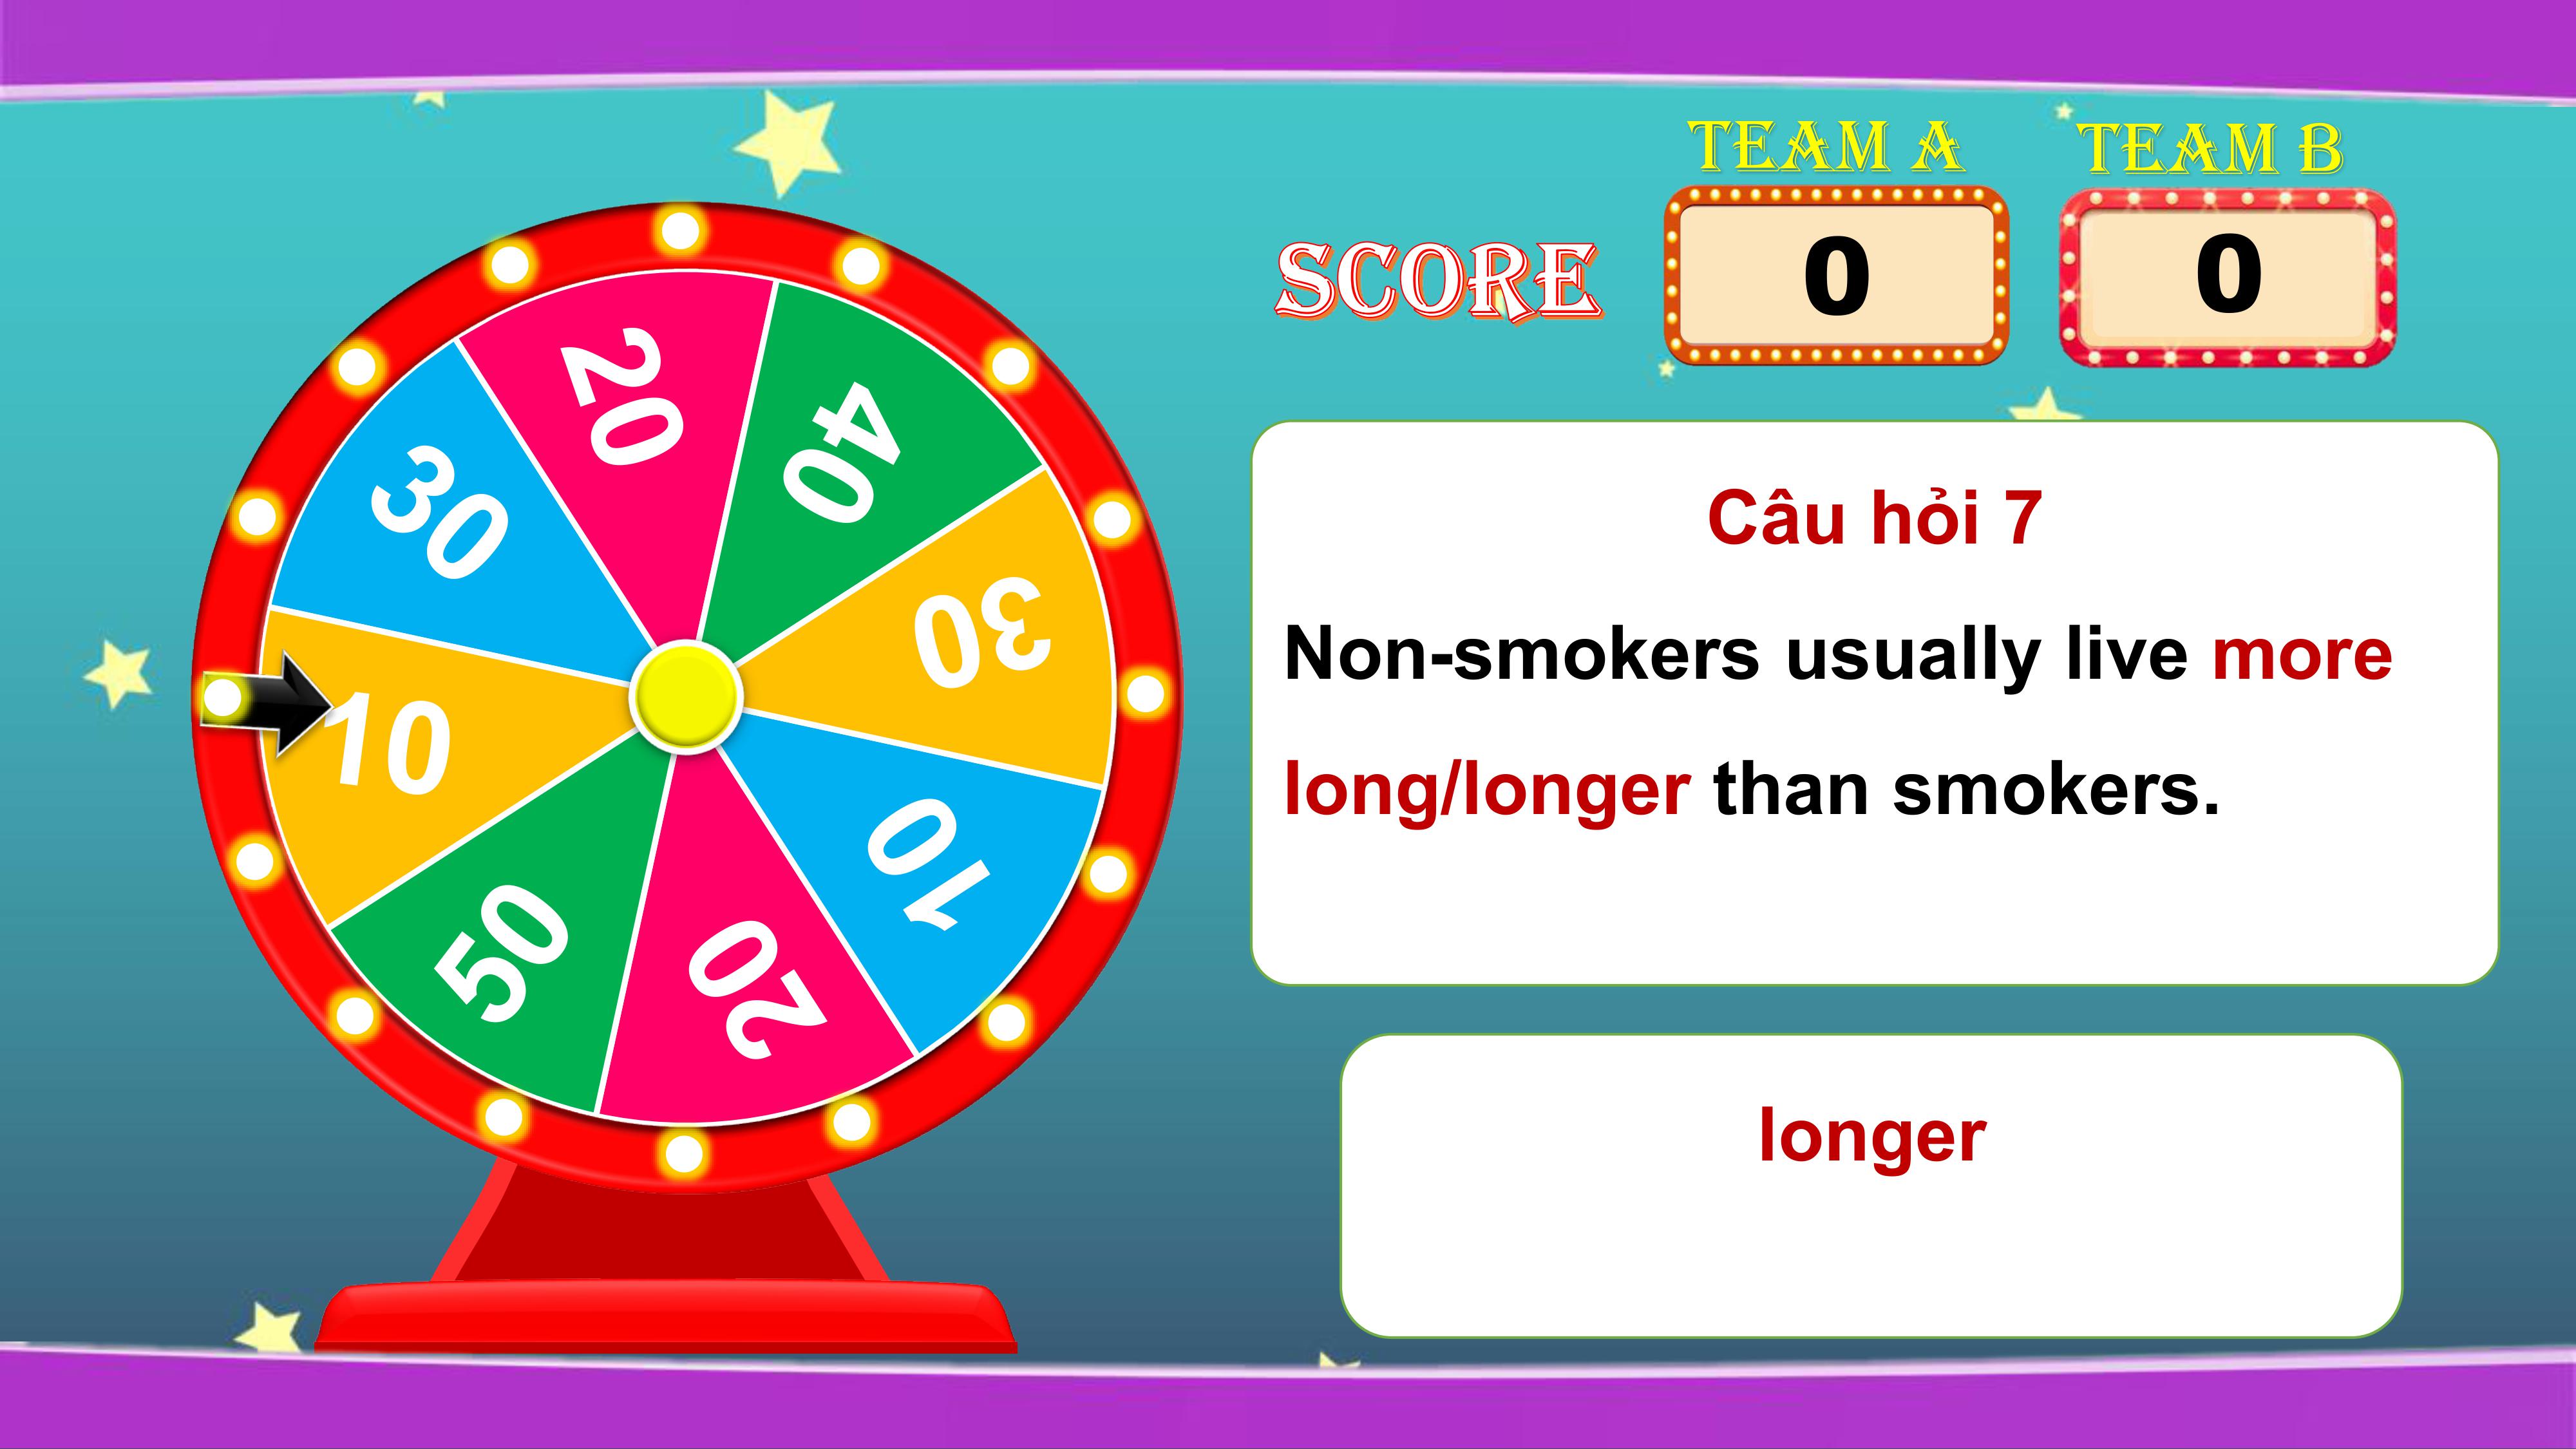 TEAM A
TEAM B
SCORE
0
0
20
40
30
30
10
10
50
20
Câu hỏi 7
Non-smokers usually live more
long/longer than smokers.
longer